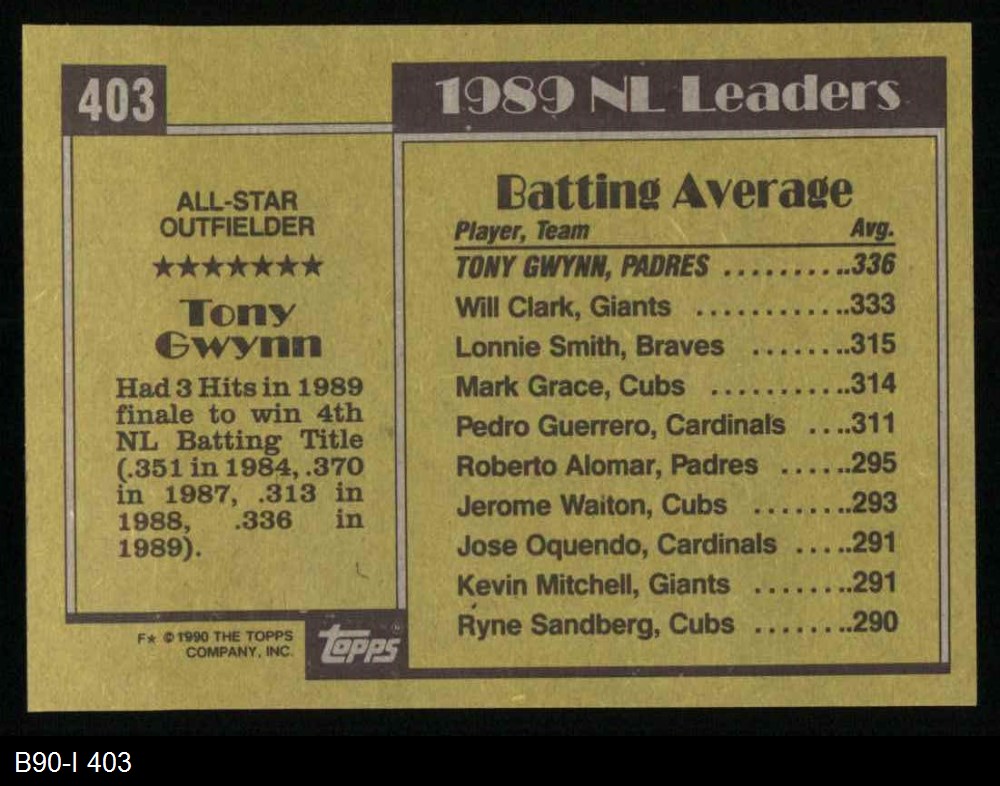 403
ALL-STAR
OUTFIELDER
★★★★★★★
Tony
Gwynn
Had 3 Hits in 1989
finale to win 4th
NL Batting Title
(.351 in 1984, .370
in 1987, .313 in
1988, .336 in
1989).
F★ © 1990 THE TOPPS
COMPANY, INC.
topps
1989 NL Leaders
Batting Average
Player, Team Avg.
TONY GWYNN, PADRES ...........336
Will Clark, Giants .............333
Lonnie Smith, Braves .........315
Mark Grace, Cubs ............314
Pedro Guerrero, Cardinals .....311
Roberto Alomar, Padres .......295
Jerome Walton, Cubs .........293
Jose Oquendo, Cardinals ......291
Kevin Mitchell, Giants .........291
Ryne Sandberg, Cubs .........290
B90-I 403